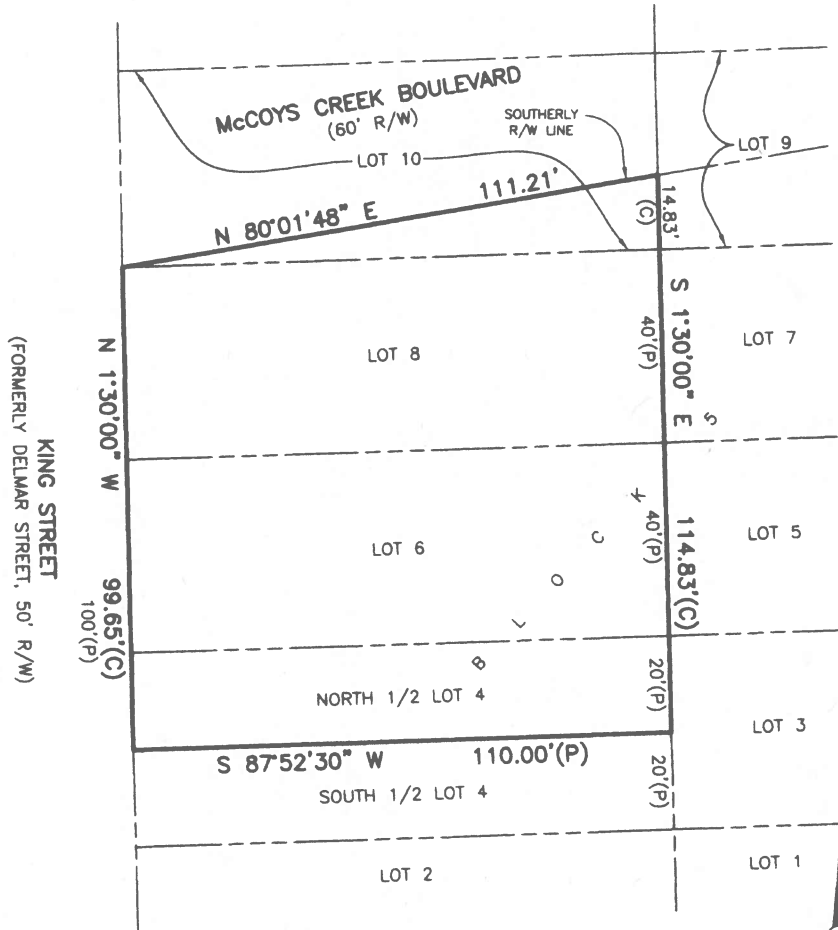 McCOYS CREEK BOULEVARD
(60' R/W)
SOUTHERLY
R/W LINE
LOT 9
LOT 10
111.21'
N 80°01'48" E
14.83'
(C)
S 1°30'00" E
40'(P)
LOT 8
LOT 7
N 1°30'00" W
KING STREET
(FORMERLY DELMAR STREET, 50' R/W)
99.65'(C)
100'(P)
LOT 6
40'(P)
114.83'(C)
LOT 5
BLOCK 5
NORTH 1/2 LOT 4
20'(P)
LOT 3
S 87°52'30" W
110.00'(P)
20'(P)
SOUTH 1/2 LOT 4
LOT 2
LOT 1